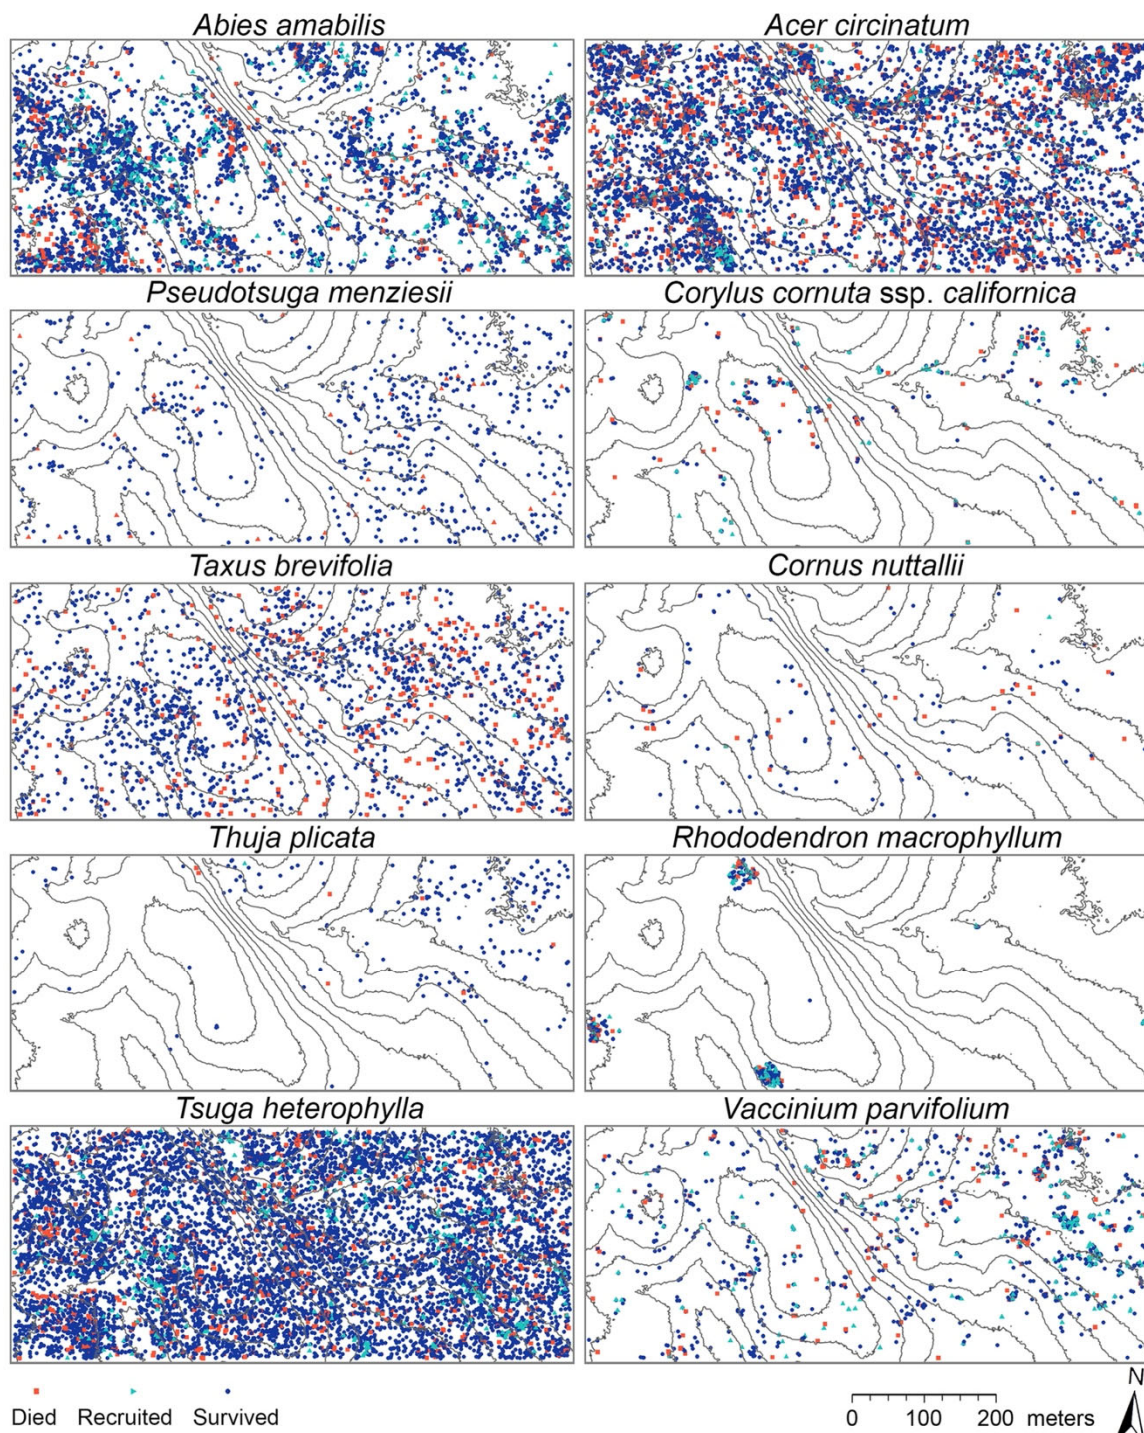 Abies amabilis
Acer circinatum
Pseudotsuga menziesii
Corylus cornuta ssp. californica
Taxus brevifolia
Cornus nuttallii
Thuja plicata
Rhododendron macrophyllum
Tsuga heterophylla
Vaccinium parvifolium
Died Recruited Survived
0 100 200 meters
N